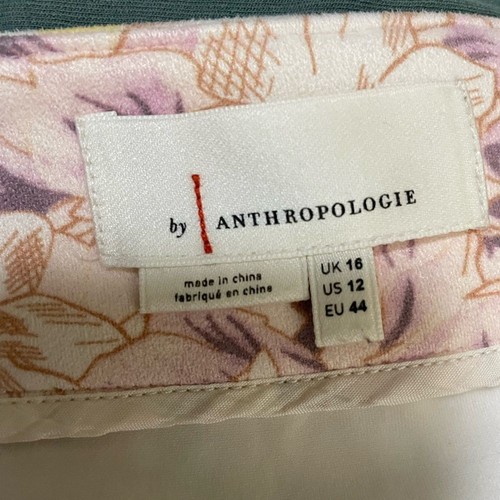 by ANTHROPOLOGIE
made in china
fabriqué en chine
UK 16
US 12
EU 44